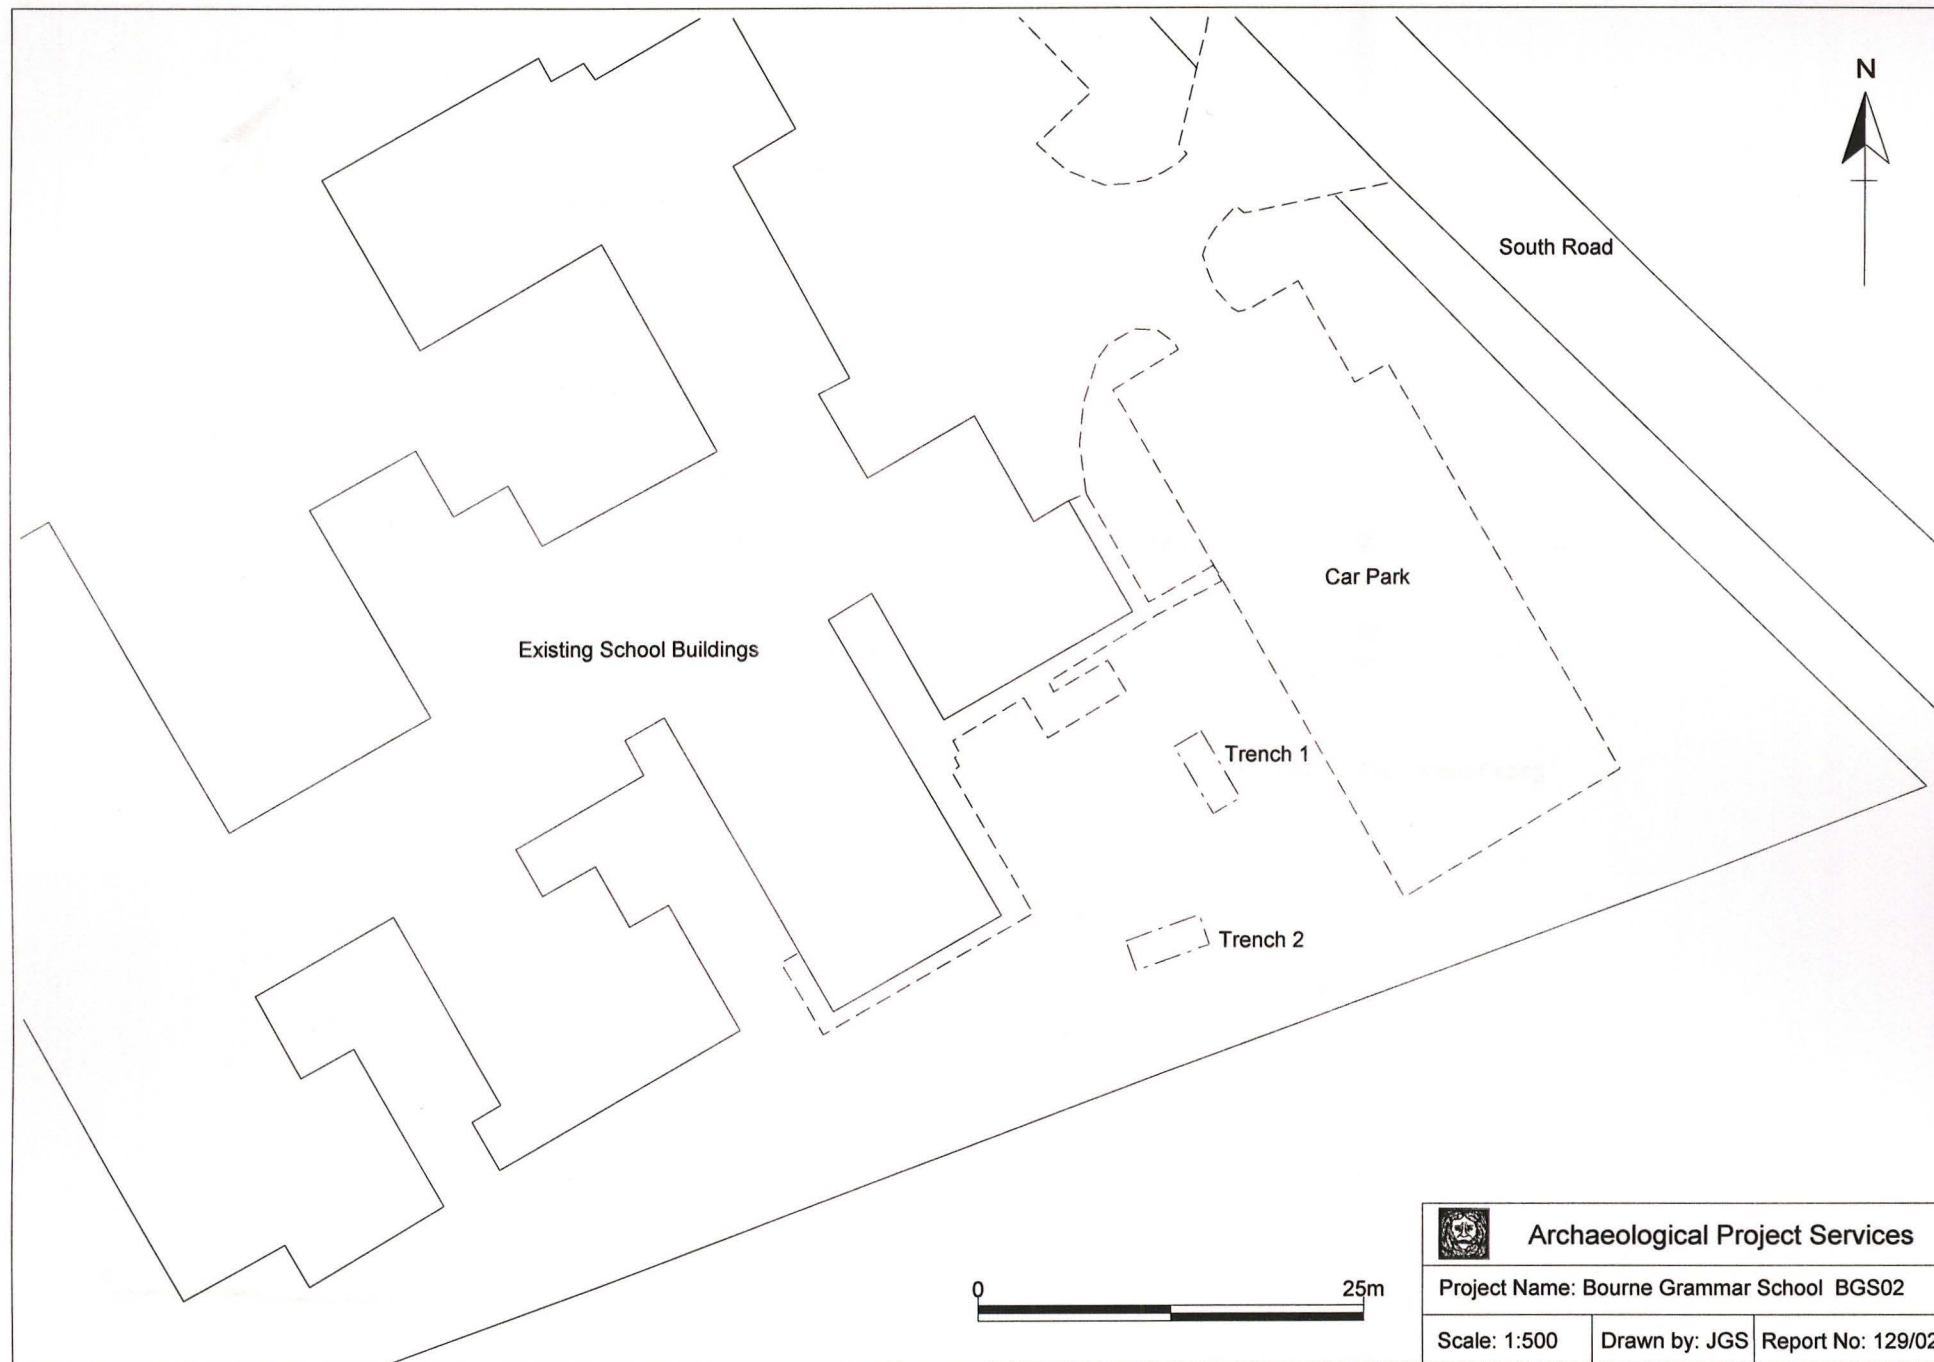 N
South Road
Car Park
Existing School Buildings
Trench 1
Trench 2
0 25m
Archaeological Project Services
Project Name: Bourne Grammar School BGS02
Scale: 1:500 Drawn by: JGS Report No: 129/02